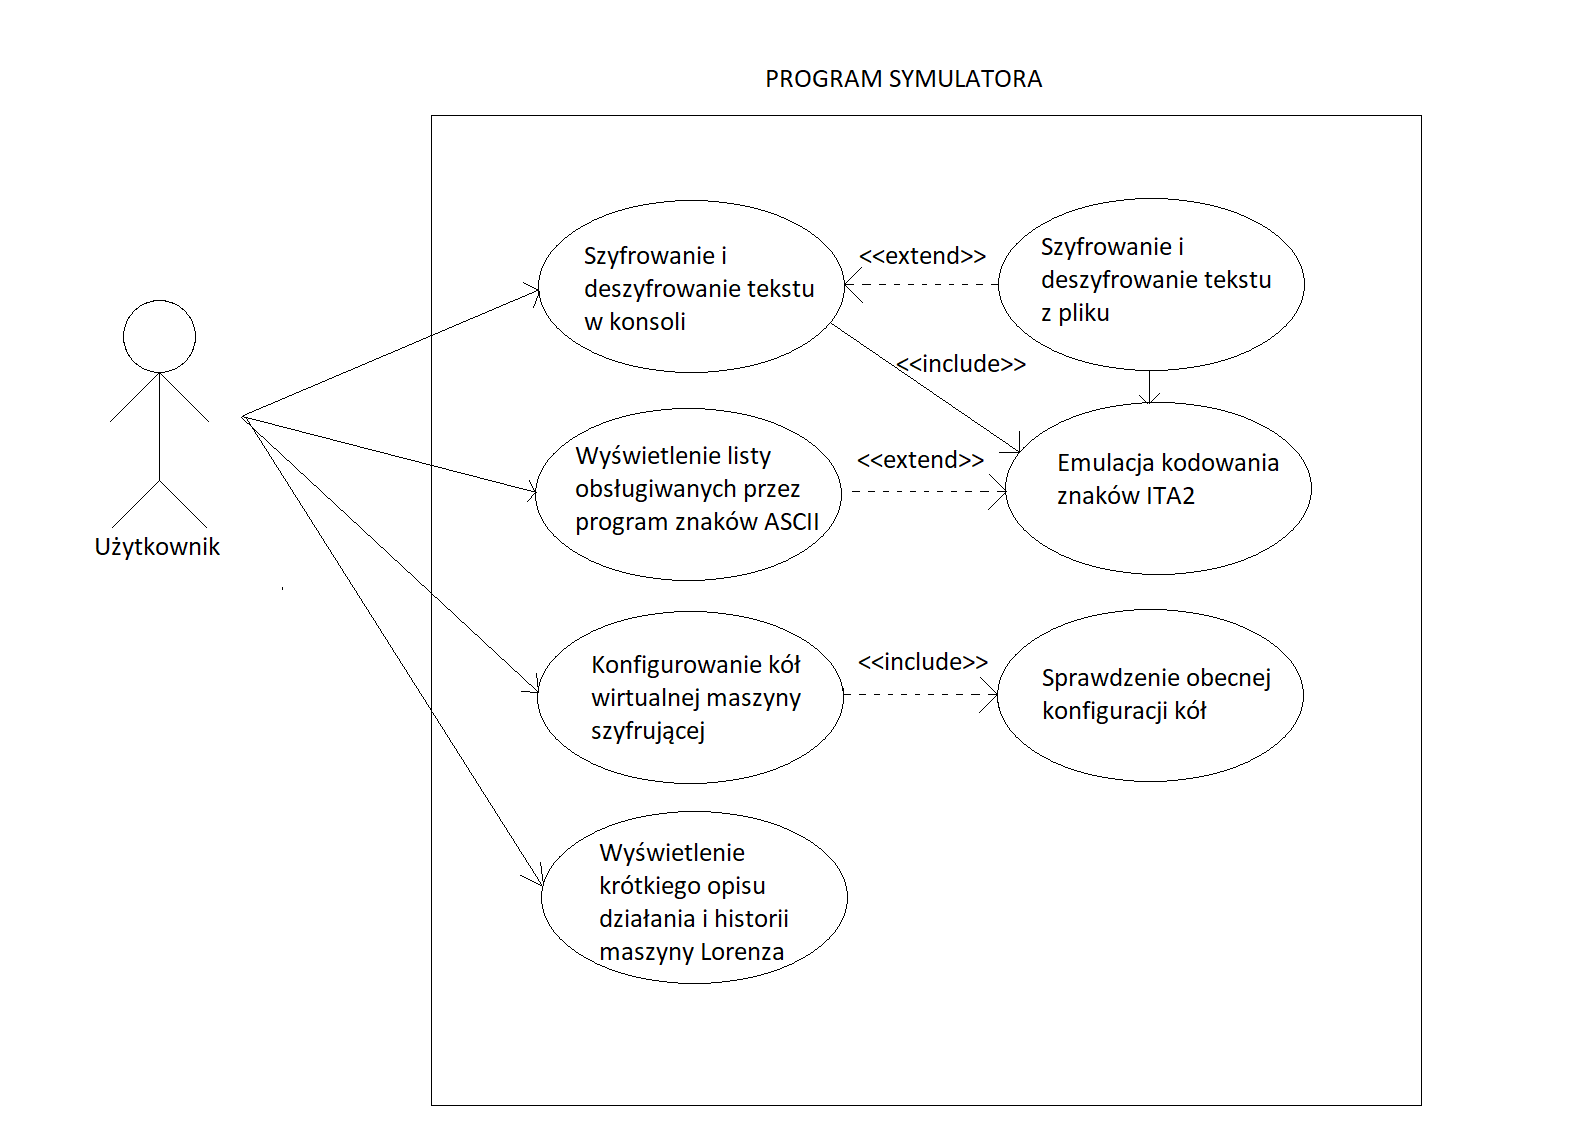 PROGRAM SYMULATORA
Szyfrowanie i
deszyfrowanie tekstu
w konsoli
<<extend>>
Szyfrowanie i
deszyfrowanie tekstu
z pliku
<<include>>
Wyświetlenie listy
obsługiwanych przez
program znaków ASCII
<<extend>>
Emulacja kodowania
znaków ITA2
Użytkownik
Konfigurowanie kół
wirtualnej maszyny
szyfrującej
<<include>>
Sprawdzenie obecnej
konfiguracji kół
Wyświetlenie
krótkiego opisu
działania i historii
maszyny Lorenza